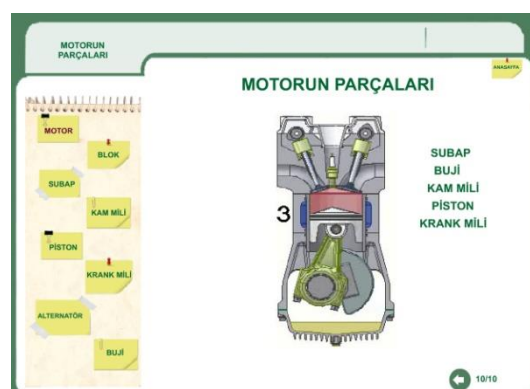 MOTORUN
PARÇALARI
ANASAYFA
MOTORUN PARÇALARI
MOTOR
BLOK
SUBAP
KAM MİLİ
PİSTON
KRANK MİLİ
ALTERNATÖR
BUJİ
3
SUBAP
BUJİ
KAM MİLİ
PİSTON
KRANK MİLİ
10/10